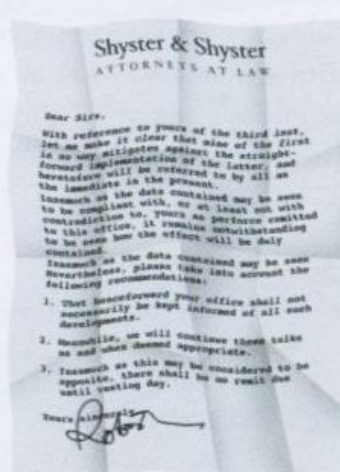 Shyster & Shyster
ATTORNEYS AT LAW
Dear Sirs,
With reference to yours of the third inst,
let me make it clear that nine of the first
in no way mitigates against the straight-
forward implementation of the latter, and
heretofore will be referred to by all as
the immediate in the present.
Inasmuch as the data contained may be seen
to be compliant with, or at least not with
contradiction to, yours as perforce remitted
to this office, it remains notwithstanding
to be seen how the effect will be duly
contained.
Inasmuch as the data contained may be seen
Nevertheless, please take into account the
following recommendations:
1. That henceforward your office shall not
necessarily be kept informed of all such
developments.
2. Meanwhile, we will continue these talks
as and when deemed appropriate.
3. Inasmuch as this may be considered to be
apposite, there shall be no remit due
until vesting day.
Yours sincerely